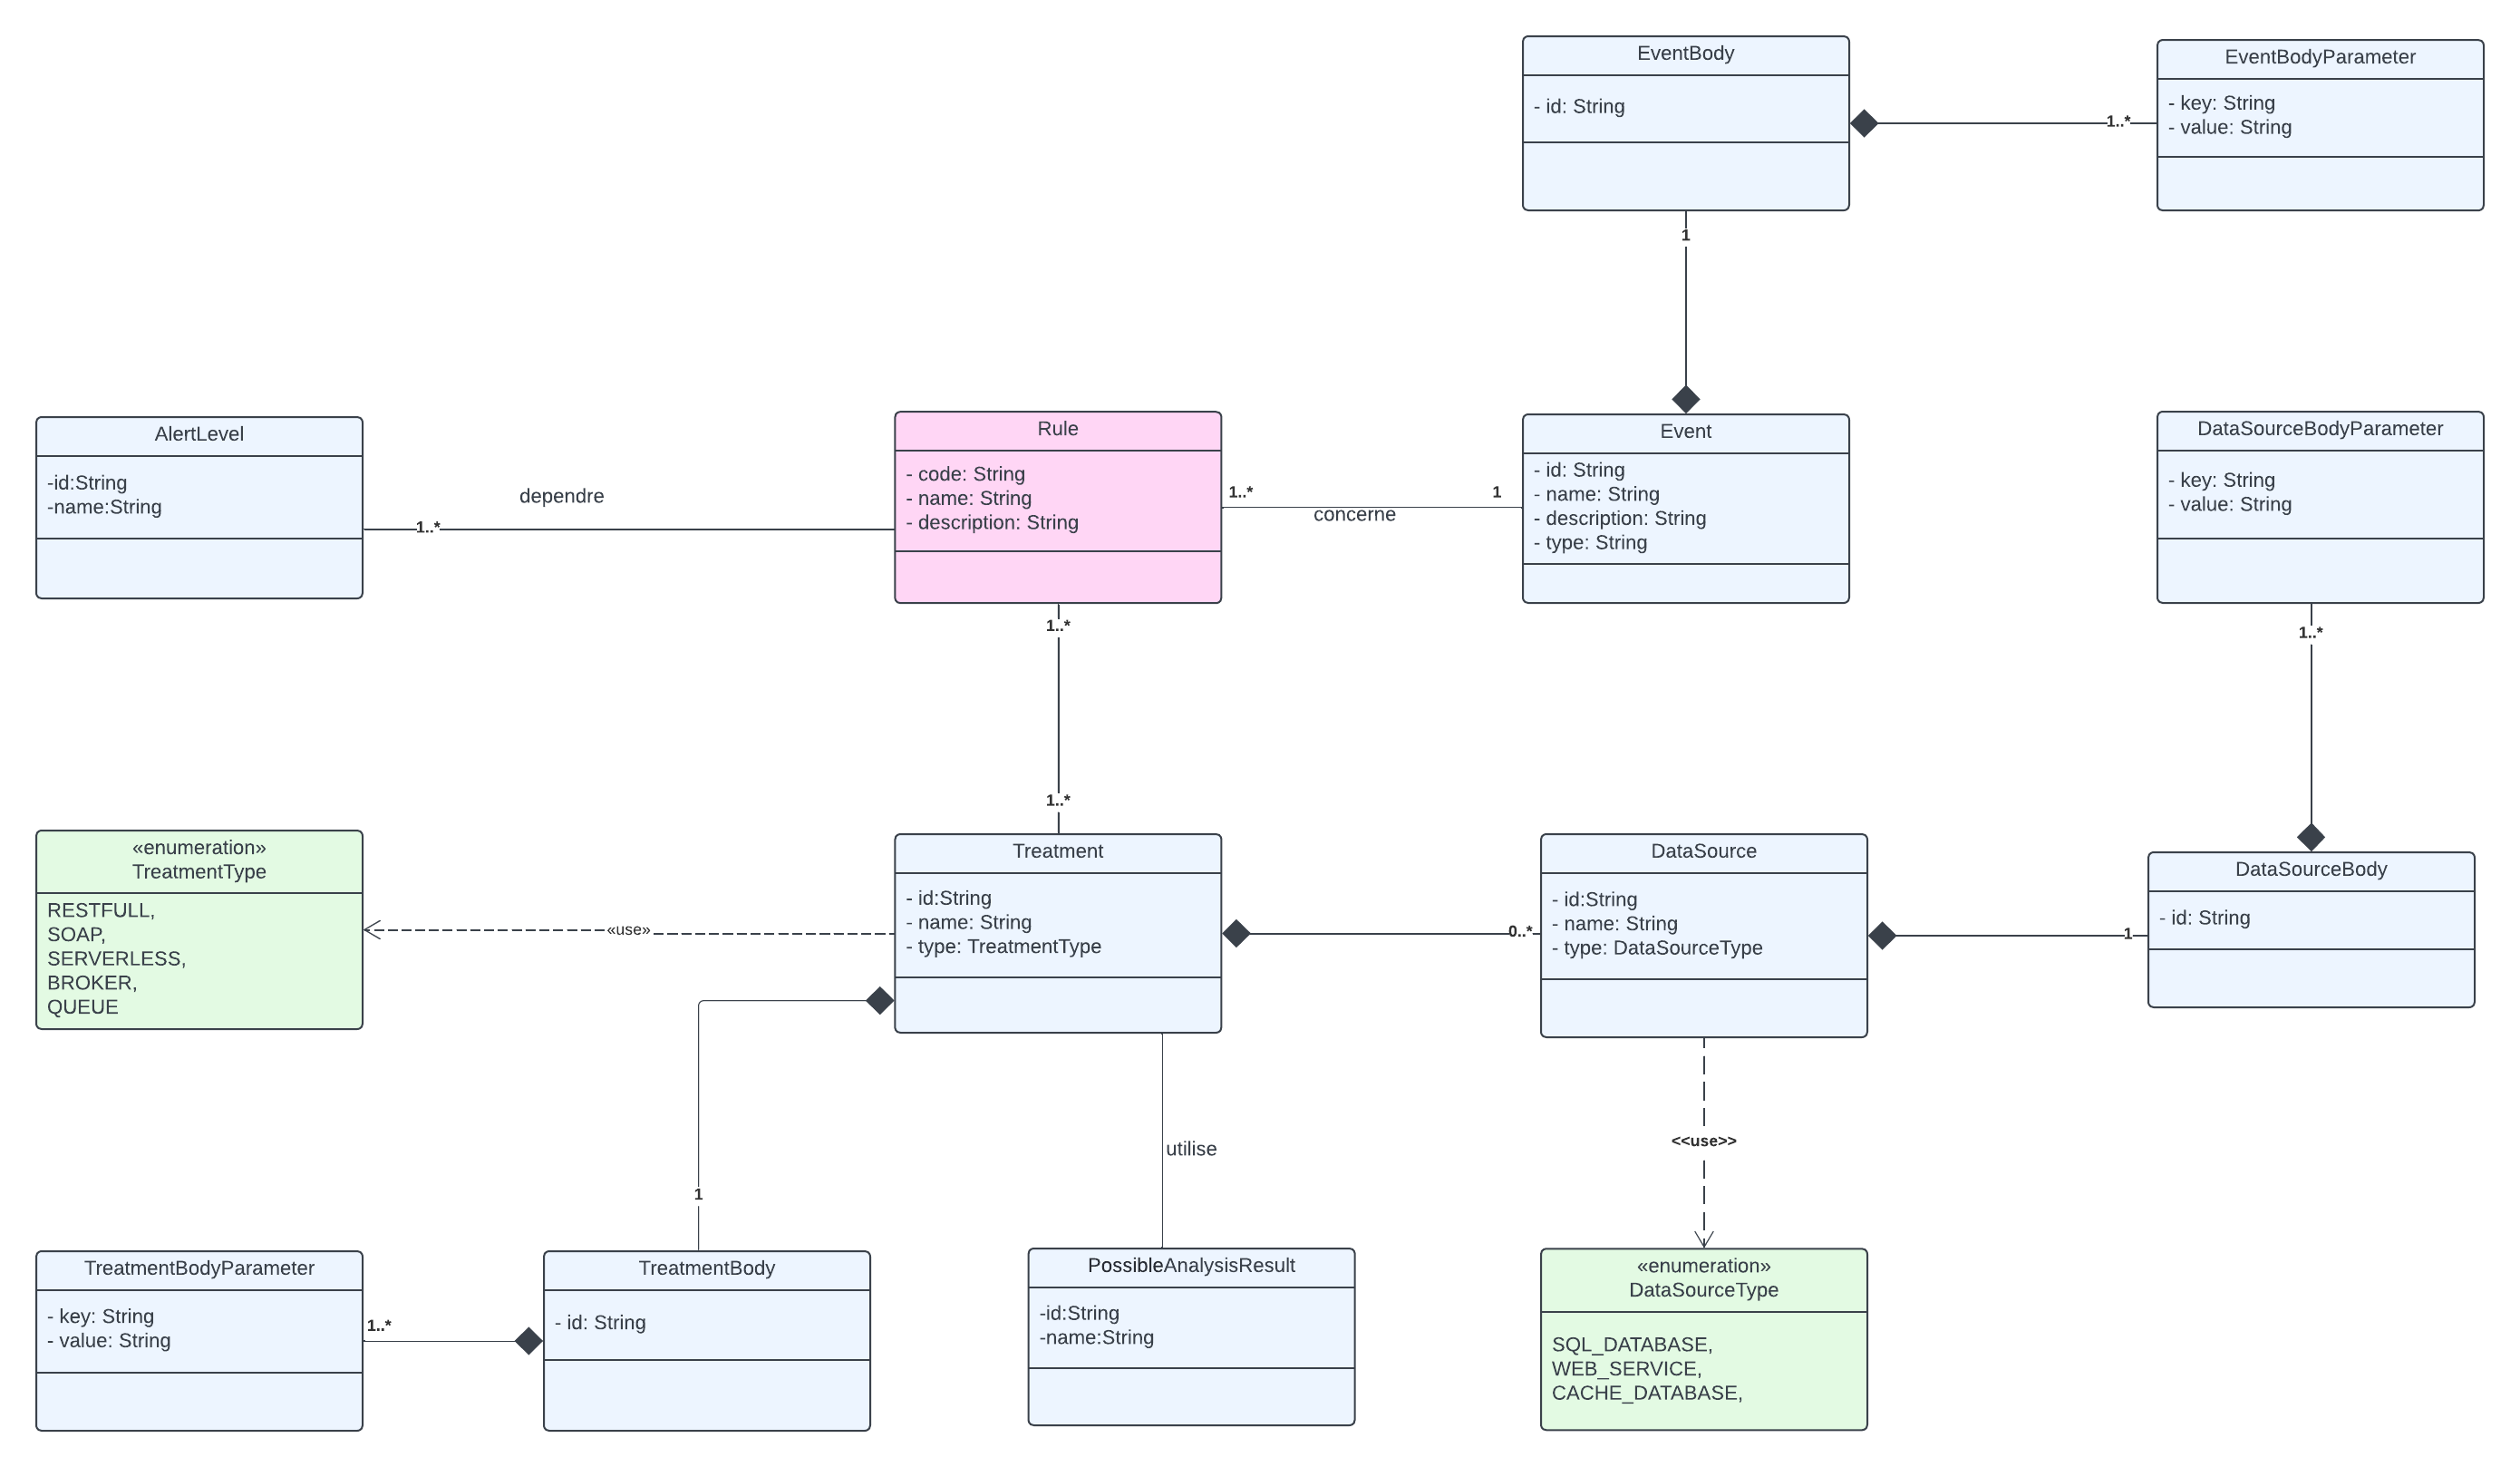 EventBody
- id: String
EventBodyParameter
- key: String
- value: String
1..*
1
AlertLevel
-id:String
-name:String
dependre
1..*
Rule
- code: String
- name: String
- description: String
1..*
concerne
1
Event
- id: String
- name: String
- description: String
- type: String
DataSourceBodyParameter
- key: String
- value: String
1..*
1..*
1..*
«enumeration»
TreatmentType
RESTFULL,
SOAP,
SERVERLESS,
BROKER,
QUEUE
«use»
Treatment
- id:String
- name: String
- type: TreatmentType
0..*
DataSource
- id:String
- name: String
- type: DataSourceType
1
DataSourceBody
- id: String
utilise
<<use>>
1
TreatmentBodyParameter
- key: String
- value: String
1..*
TreatmentBody
- id: String
PossibleAnalysisResult
-id:String
-name:String
«enumeration»
DataSourceType
SQL_DATABASE,
WEB_SERVICE,
CACHE_DATABASE,